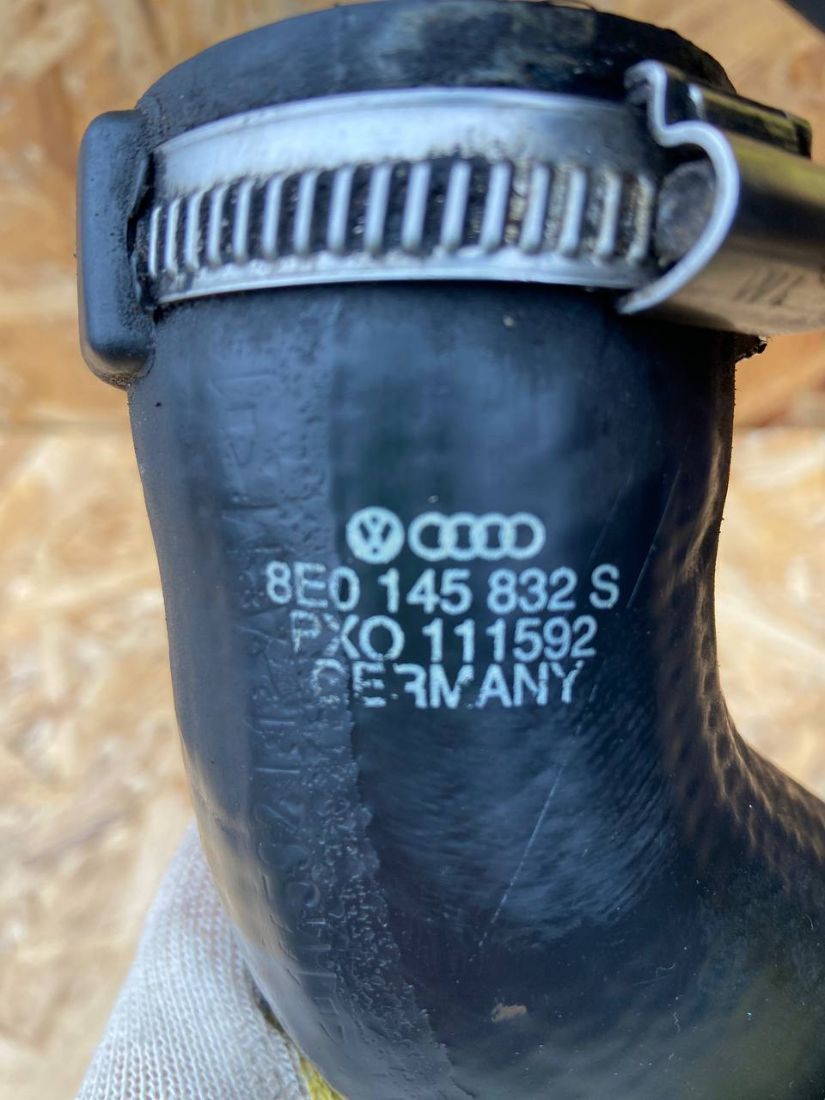 8E0 145 832 S
PXO 111592
GERMANY